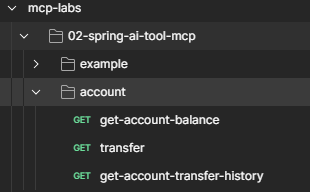 mcp-labs
02-spring-ai-tool-mcp
example
account
GET get-account-balance
GET transfer
GET get-account-transfer-history